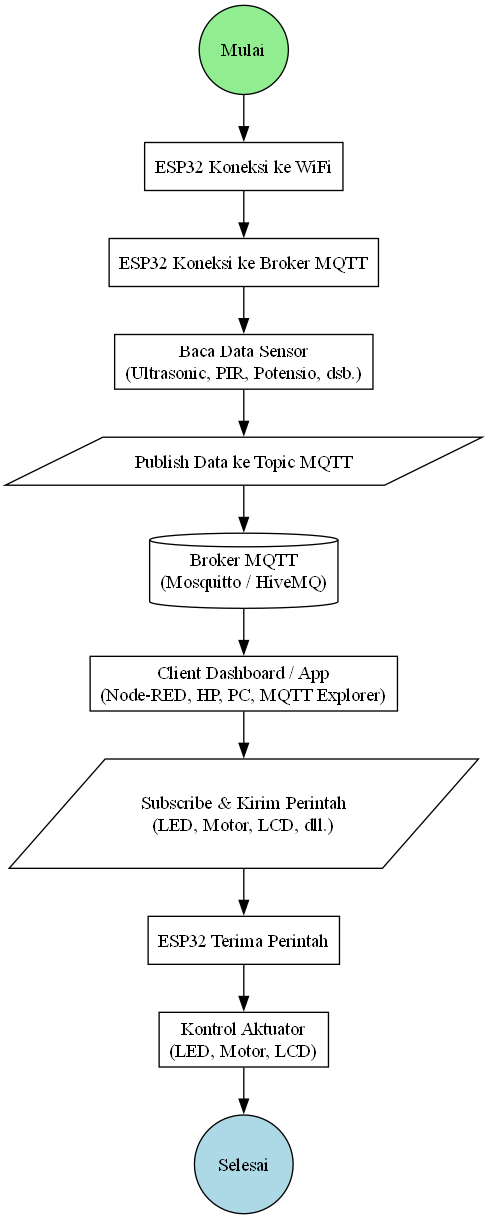 Mulai
ESP32 Koneksi ke WiFi
ESP32 Koneksi ke Broker MQTT
Baca Data Sensor
(Ultrasonic, PIR, Potensio, dsb.)
Publish Data ke Topic MQTT
Broker MQTT
(Mosquitto / HiveMQ)
Client Dashboard / App
(Node-RED, HP, PC, MQTT Explorer)
Subscribe & Kirim Perintah
(LED, Motor, LCD, dll.)
ESP32 Terima Perintah
Kontrol Aktuator
(LED, Motor, LCD)
Selesai